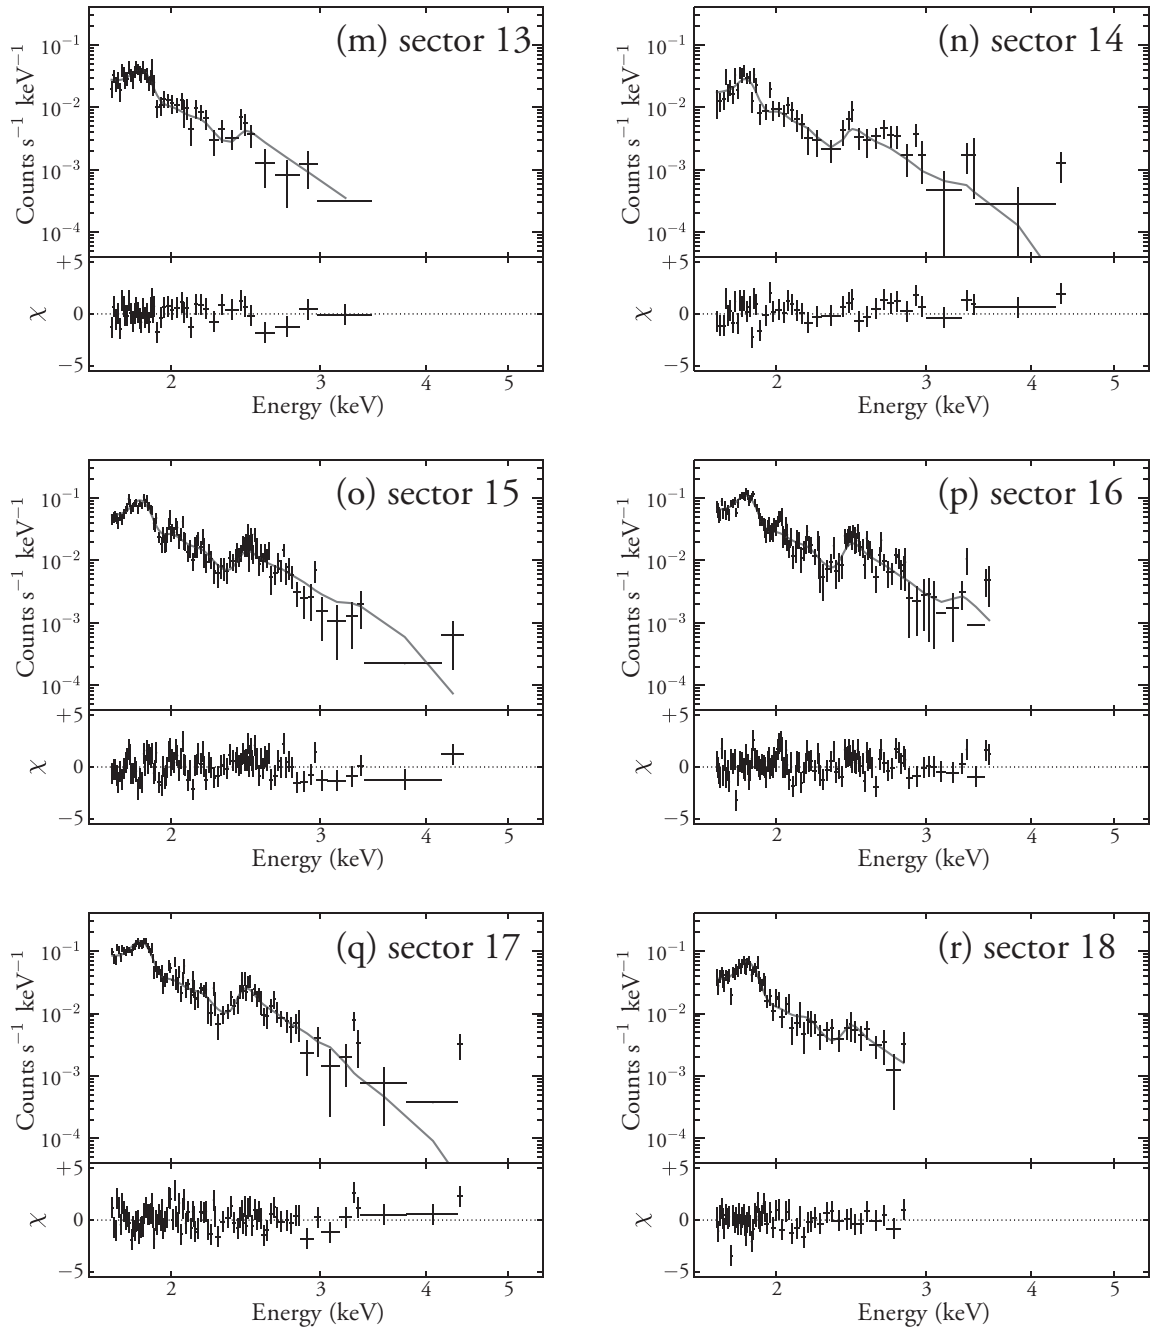 (m) sector 13
Counts s⁻¹ keV⁻¹
10⁻¹
10⁻²
10⁻³
10⁻⁴
+5
0
−5
χ
2 3 4 5
Energy (keV)
(n) sector 14
Counts s⁻¹ keV⁻¹
10⁻¹
10⁻²
10⁻³
10⁻⁴
+5
0
−5
χ
2 3 4 5
Energy (keV)
(o) sector 15
Counts s⁻¹ keV⁻¹
10⁻¹
10⁻²
10⁻³
10⁻⁴
+5
0
−5
χ
2 3 4 5
Energy (keV)
(p) sector 16
Counts s⁻¹ keV⁻¹
10⁻¹
10⁻²
10⁻³
10⁻⁴
+5
0
−5
χ
2 3 4 5
Energy (keV)
(q) sector 17
Counts s⁻¹ keV⁻¹
10⁻¹
10⁻²
10⁻³
10⁻⁴
+5
0
−5
χ
2 3 4 5
Energy (keV)
(r) sector 18
Counts s⁻¹ keV⁻¹
10⁻¹
10⁻²
10⁻³
10⁻⁴
+5
0
−5
χ
2 3 4 5
Energy (keV)